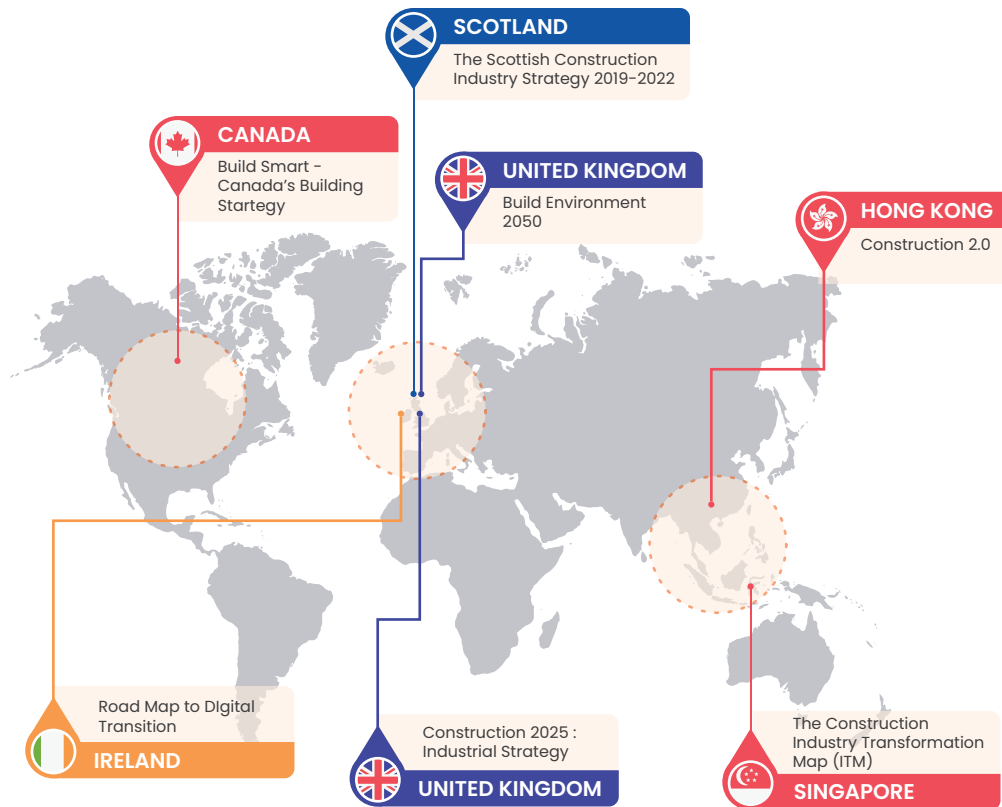 SCOTLAND
The Scottish Construction
Industry Strategy 2019-2022
CANADA
Build Smart -
Canada's Building
Startegy
UNITED KINGDOM
Build Environment
2050
HONG KONG
Construction 2.0
Road Map to DIgital
Transition
IRELAND
Construction 2025 :
Industrial Strategy
UNITED KINGDOM
The Construction
Industry Transformation
Map (ITM)
SINGAPORE